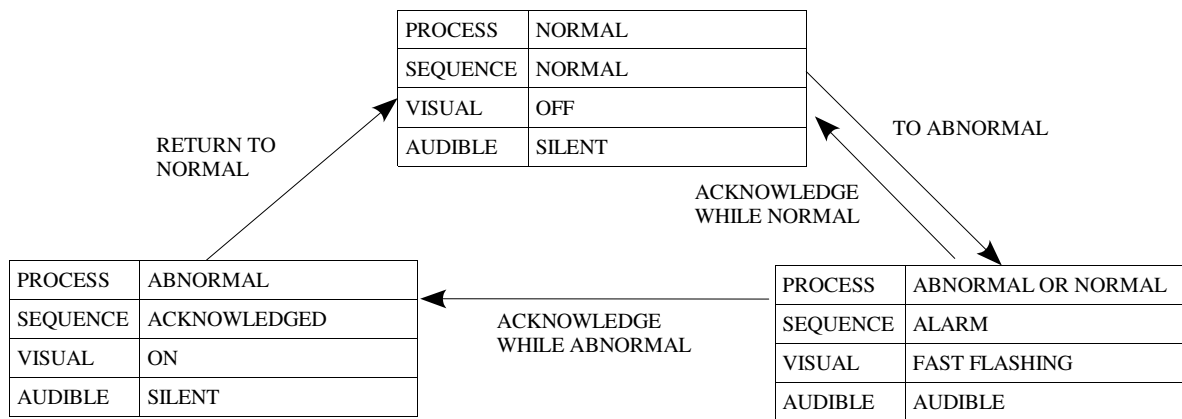 PROCESS NORMAL
SEQUENCE NORMAL
VISUAL OFF
AUDIBLE SILENT
RETURN TO
NORMAL
TO ABNORMAL
ACKNOWLEDGE
WHILE NORMAL
PROCESS ABNORMAL
SEQUENCE ACKNOWLEDGED
VISUAL ON
AUDIBLE SILENT
ACKNOWLEDGE
WHILE ABNORMAL
PROCESS ABNORMAL OR NORMAL
SEQUENCE ALARM
VISUAL FAST FLASHING
AUDIBLE AUDIBLE